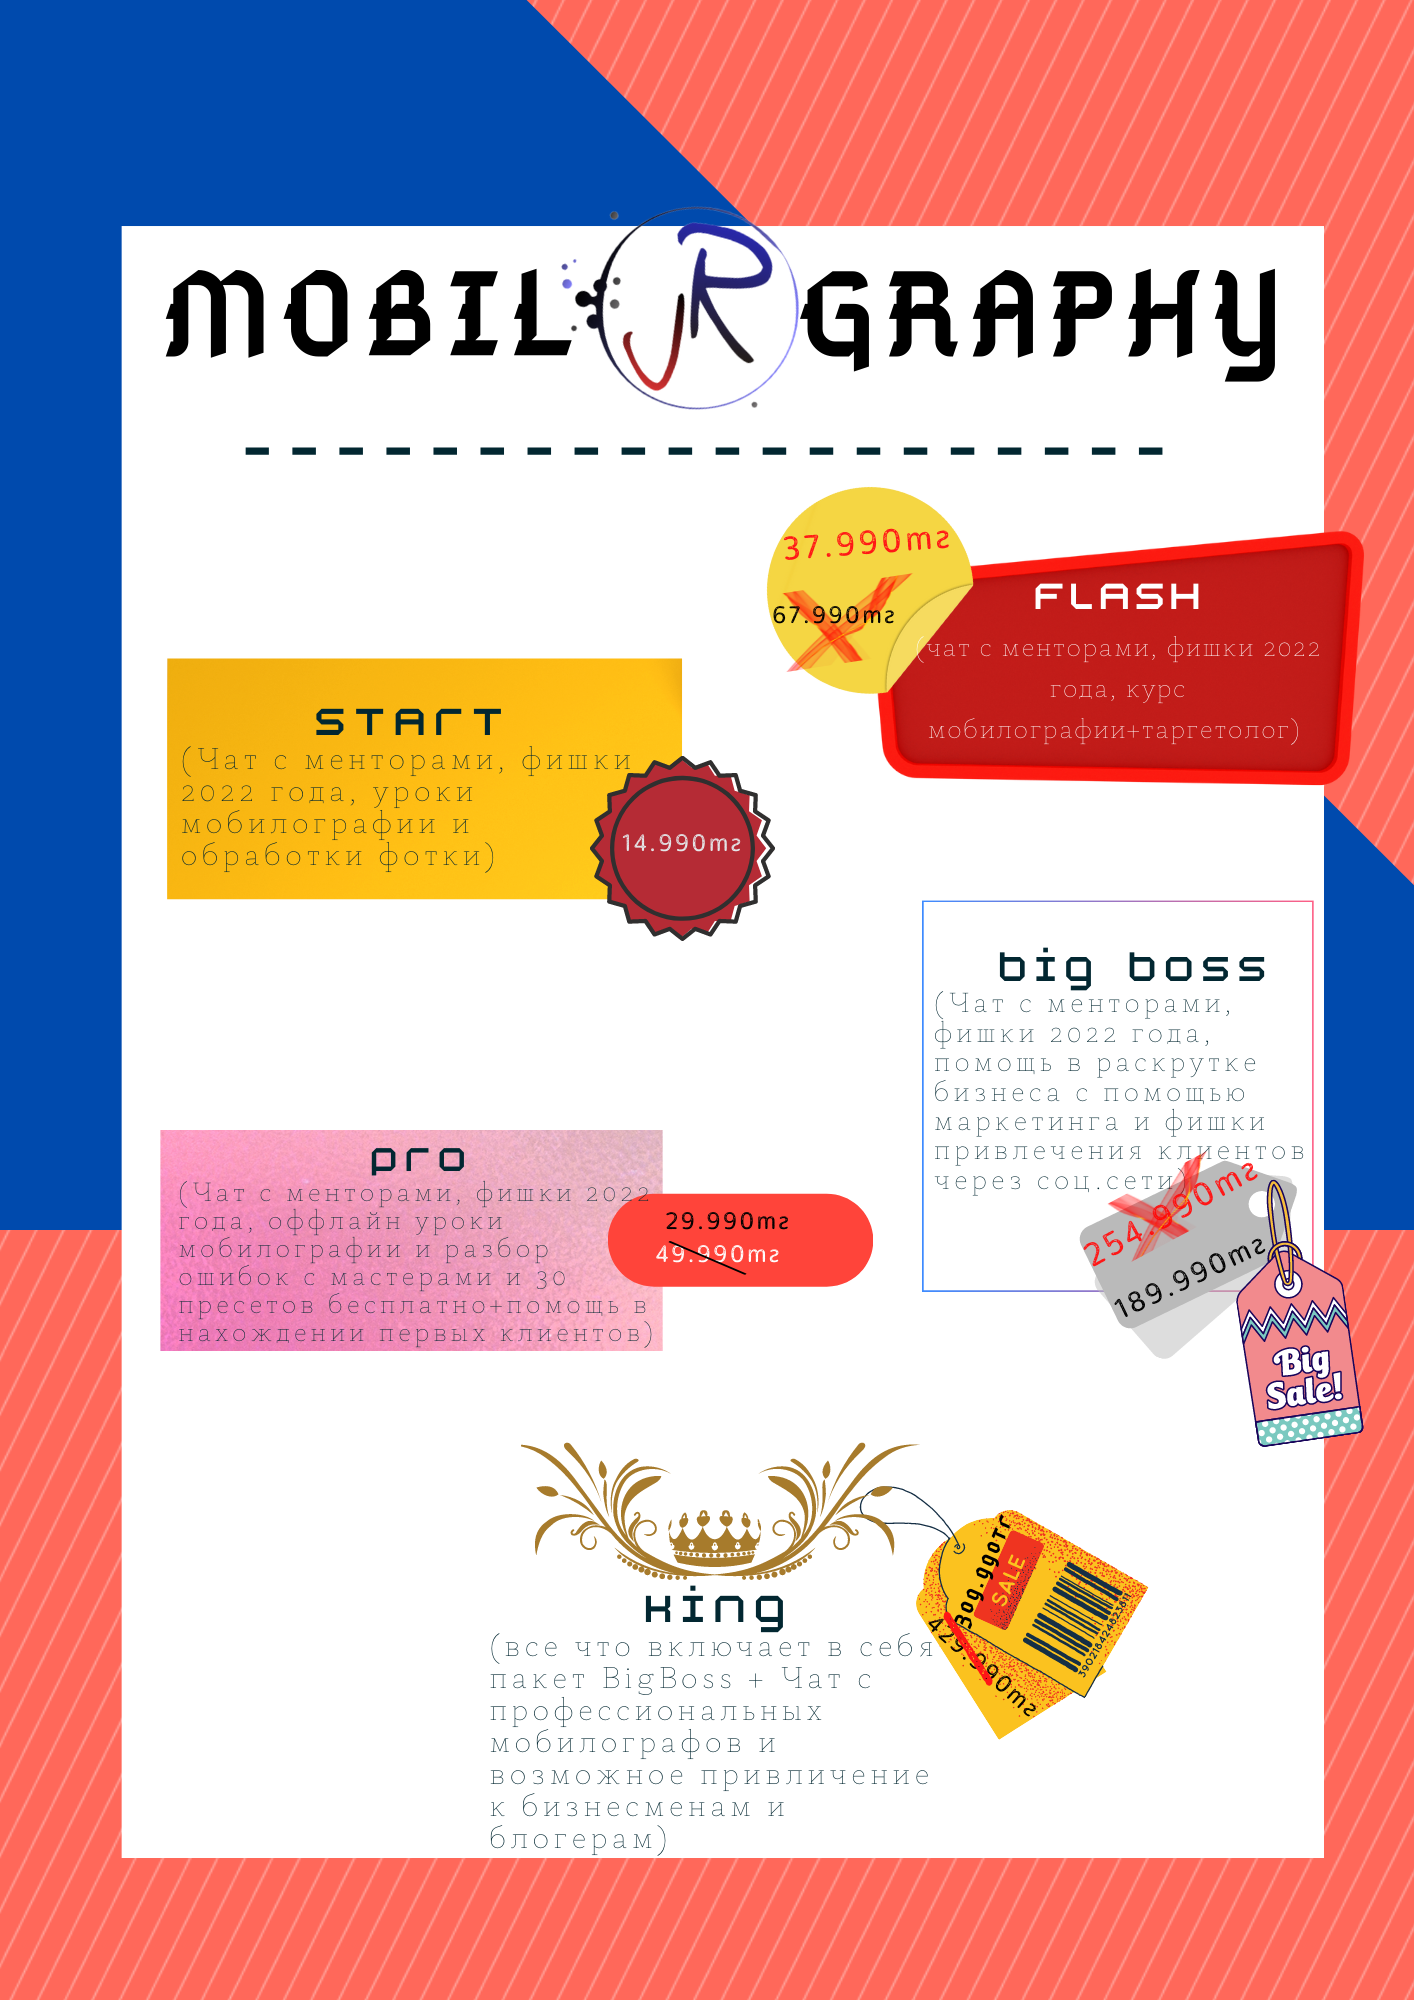 MOBIL JR GRAPHY
37.990тг
67.990тг
FLASH
(чат с менторами, фишки 2022
года, курс
мобилографии+таргетолог)
START
(Чат с менторами, фишки
2022 года, уроки
мобилографии и
обработки фотки)
14.990тг
big boss
(Чат с менторами,
фишки 2022 года,
помощь в раскрутке
бизнеса с помощью
маркетинга и фишки
привлечения клиентов
через соц.сети)
254.990тг
189.990тг
Big
Sale!
pro
(Чат с менторами, фишки 2022
года, оффлайн уроки
мобилографии и разбор
ошибок с мастерами и 30
пресетов бесплатно+помощь в
нахождении первых клиентов)
29.990тг
49.990тг
king
(все что включает в себя
пакет BigBoss + Чат с
профессиональных
мобилографов и
возможное привличение
к бизнесменам и
блогерам)
309.990тг
SALE
429.990тг